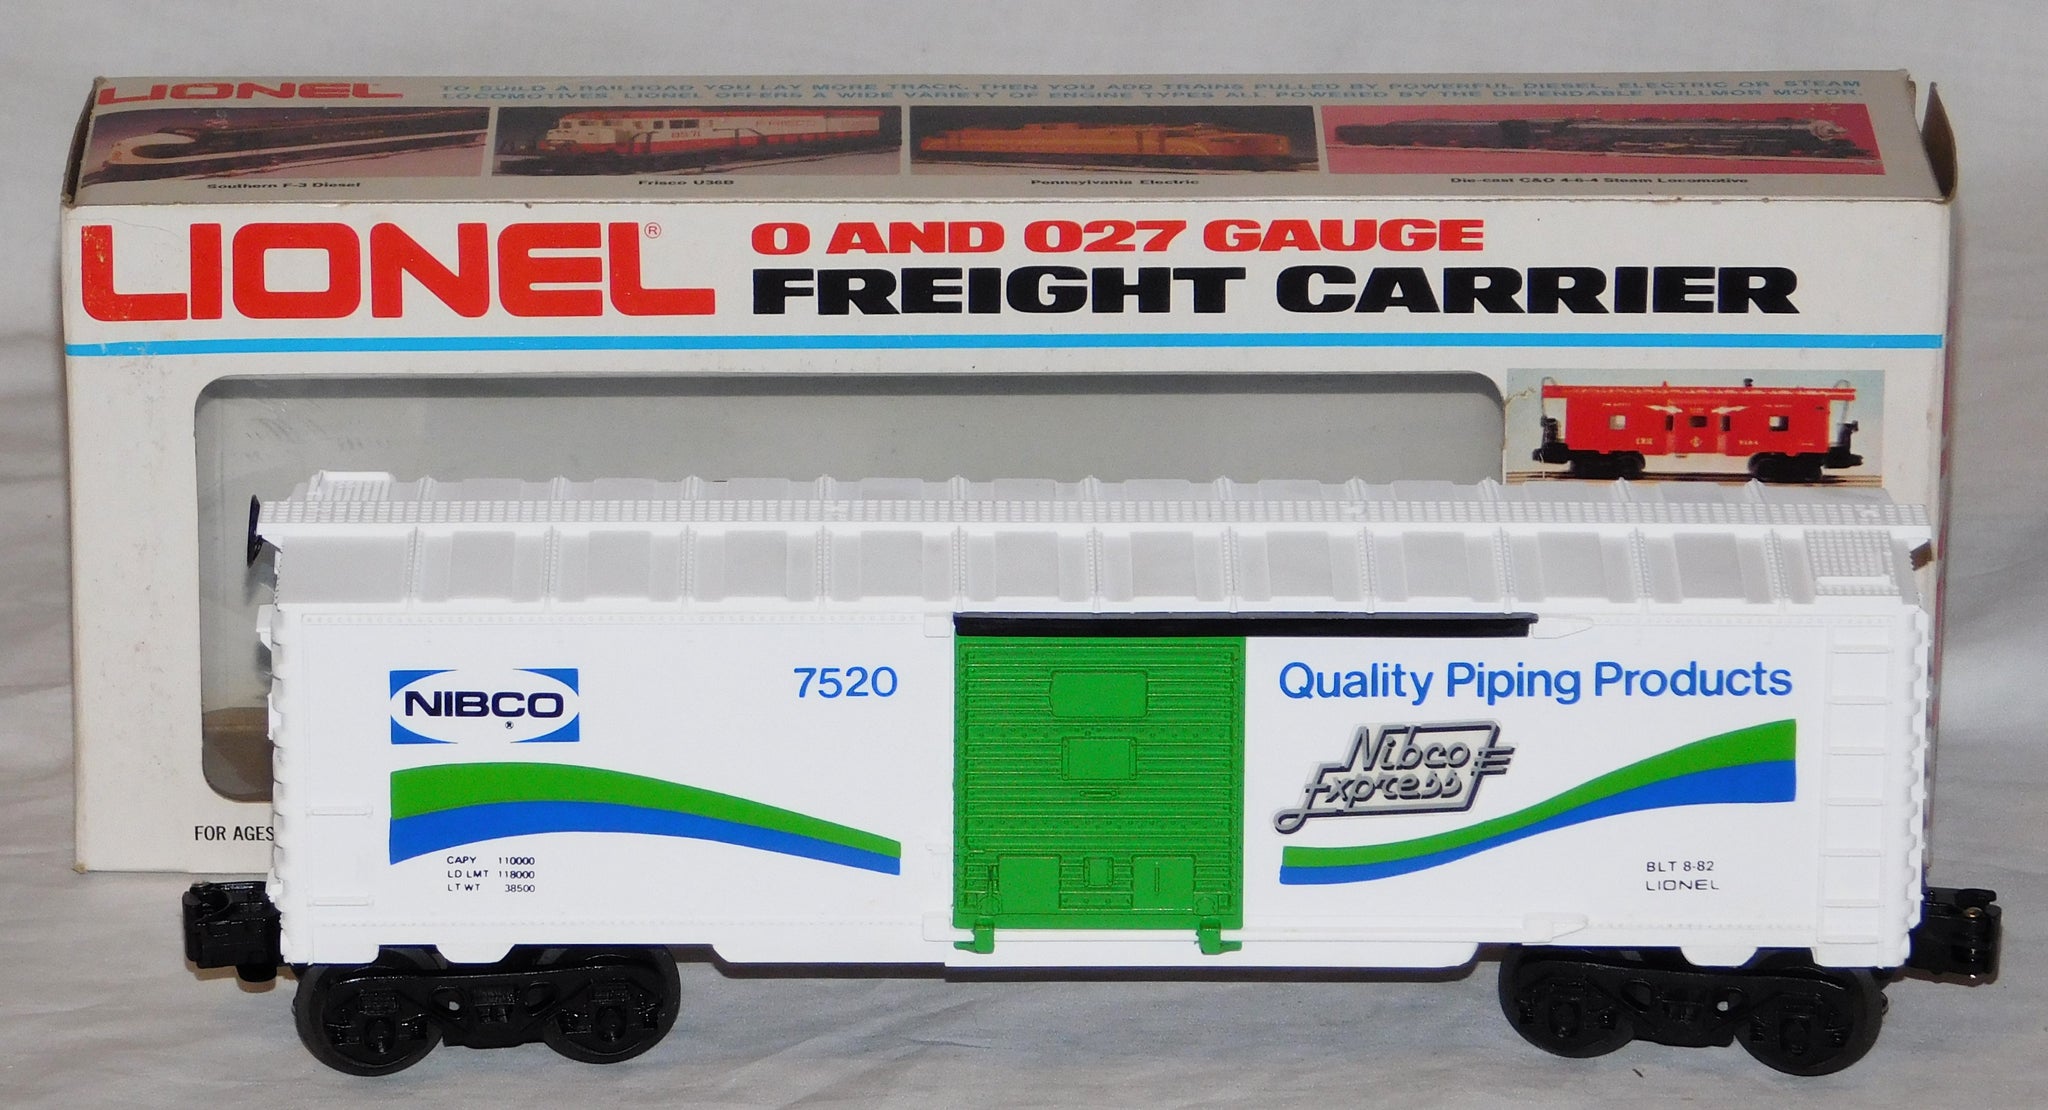 LIONEL
TO BUILD A RAILROAD YOU LAY MORE TRACK. THEN YOU ADD TRAINS PULLED BY POWERFUL DIESEL, ELECTRIC OR STEAM
LOCOMOTIVES. LIONEL OFFERS A WIDE VARIETY OF ENGINE TYPES ALL POWERED BY THE DEPENDABLE PULLMOR MOTOR.
8571 FRISCO
Southern F-3 Diesel
Frisco U36B
Pennsylvania Electric
Die-cast C&O 4-6-4 Steam Locomotive
LIONEL®
O AND O27 GAUGE
FREIGHT CARRIER
NIBCO
®
7520
Quality Piping Products
Nibco
Express
FOR AGES
CAPY 110000
LD LMT 118000
LT WT 38500
BLT 8-82
LIONEL